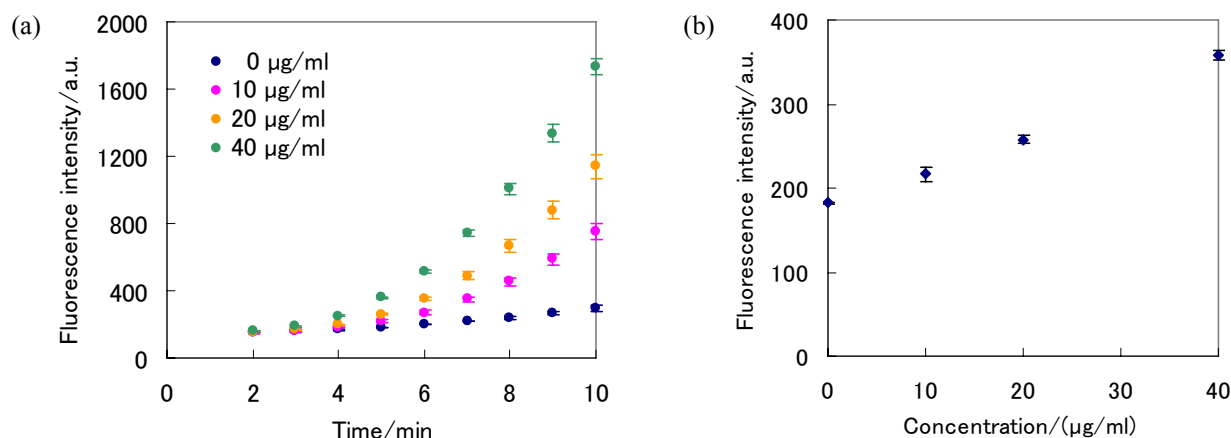 (a)
Fluorescence intensity/a.u.
2000
1600
1200
800
400
0
0 µg/ml
10 µg/ml
20 µg/ml
40 µg/ml
0 2 4 6 8 10
Time/min
(b)
Fluorescence intensity/a.u.
400
300
200
100
0
0 10 20 30 40
Concentration/(µg/ml)